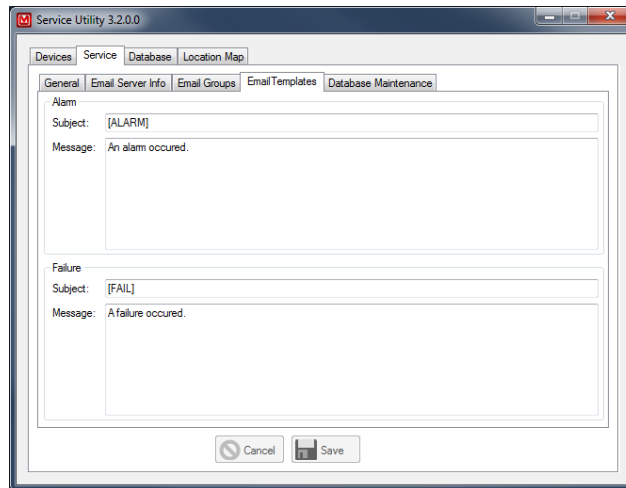 Service Utility 3.2.0.0
Devices Service Database Location Map
General Email Server Info Email Groups EmailTemplates Database Maintenance
Alarm
Subject: [ALARM]
Message: An alarm occured.
Failure
Subject: [FAIL]
Message: A failure occured.
Cancel Save